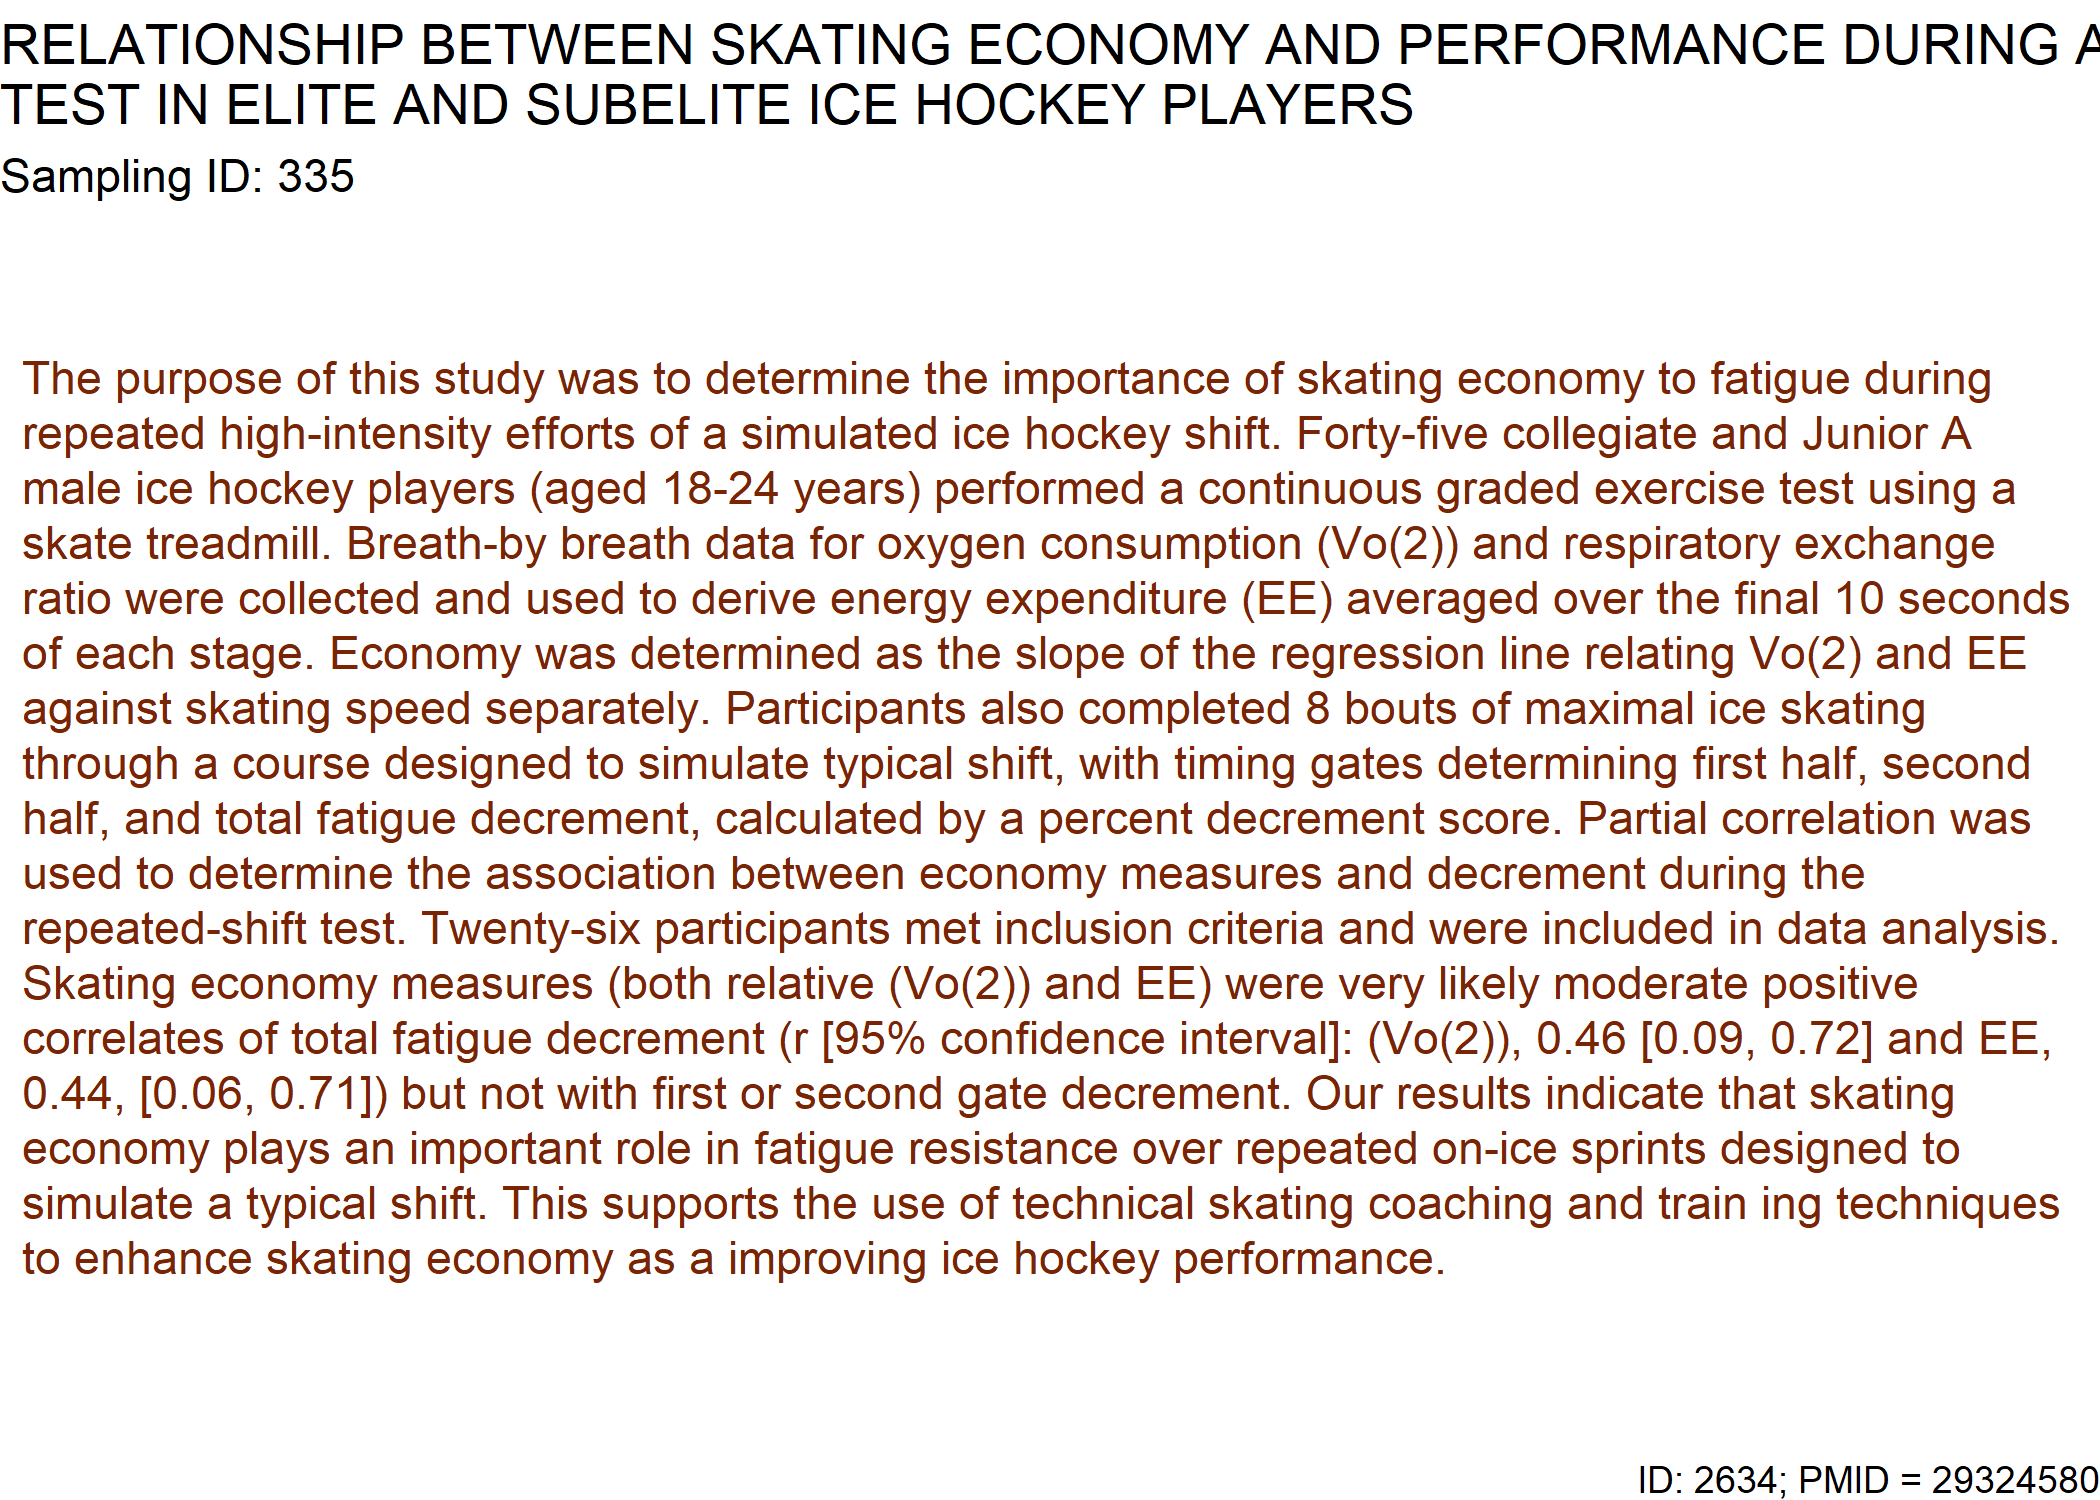 RELATIONSHIP BETWEEN SKATING ECONOMY AND PERFORMANCE DURING A
TEST IN ELITE AND SUBELITE ICE HOCKEY PLAYERS
Sampling ID: 335
The purpose of this study was to determine the importance of skating economy to fatigue during
repeated high-intensity efforts of a simulated ice hockey shift. Forty-five collegiate and Junior A
male ice hockey players (aged 18-24 years) performed a continuous graded exercise test using a
skate treadmill. Breath-by breath data for oxygen consumption (Vo(2)) and respiratory exchange
ratio were collected and used to derive energy expenditure (EE) averaged over the final 10 seconds
of each stage. Economy was determined as the slope of the regression line relating Vo(2) and EE
against skating speed separately. Participants also completed 8 bouts of maximal ice skating
through a course designed to simulate typical shift, with timing gates determining first half, second
half, and total fatigue decrement, calculated by a percent decrement score. Partial correlation was
used to determine the association between economy measures and decrement during the
repeated-shift test. Twenty-six participants met inclusion criteria and were included in data analysis.
Skating economy measures (both relative (Vo(2)) and EE) were very likely moderate positive
correlates of total fatigue decrement (r [95% confidence interval]: (Vo(2)), 0.46 [0.09, 0.72] and EE,
0.44, [0.06, 0.71]) but not with first or second gate decrement. Our results indicate that skating
economy plays an important role in fatigue resistance over repeated on-ice sprints designed to
simulate a typical shift. This supports the use of technical skating coaching and train ing techniques
to enhance skating economy as a improving ice hockey performance.
ID: 2634; PMID = 29324580